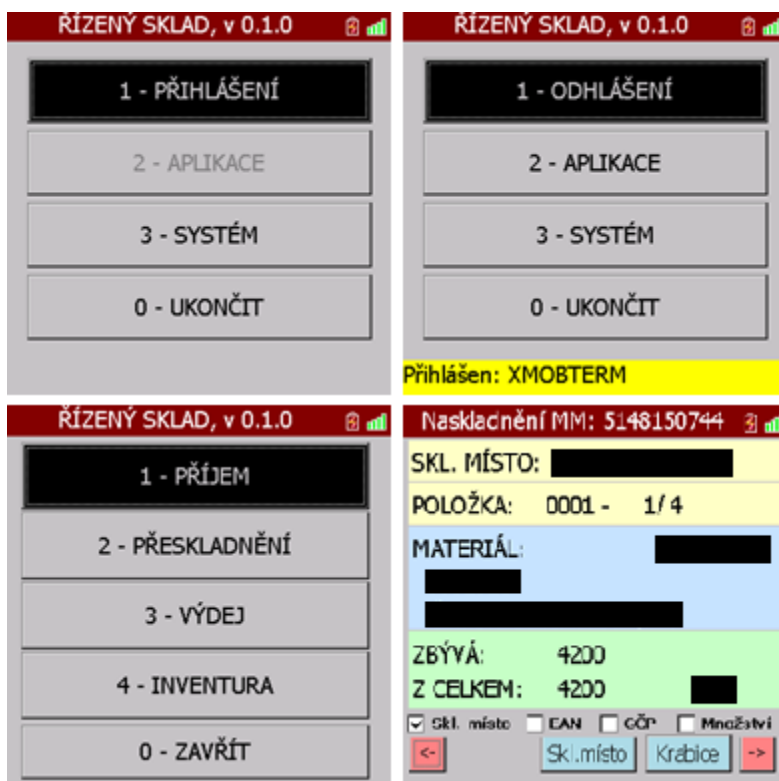 ŘÍZENÝ SKLAD, v 0.1.0
1 - PŘIHLÁŠENÍ
2 - APLIKACE
3 - SYSTÉM
0 - UKONČIT
ŘÍZENÝ SKLAD, v 0.1.0
1 - ODHLÁŠENÍ
2 - APLIKACE
3 - SYSTÉM
0 - UKONČIT
Přihlášen: XMOBTERM
ŘÍZENÝ SKLAD, v 0.1.0
1 - PŘÍJEM
2 - PŘESKLADNĚNÍ
3 - VÝDEJ
4 - INVENTURA
0 - ZAVŘÍT
Naskladnění MM: 5148150744
SKL. MÍSTO:
POLOŽKA: 0001 - 1/4
MATERIÁL:
ZBÝVÁ: 4200
Z CELKEM: 4200
Skl. místo EAN GČP Množství
<- Skl.místo Krabice ->